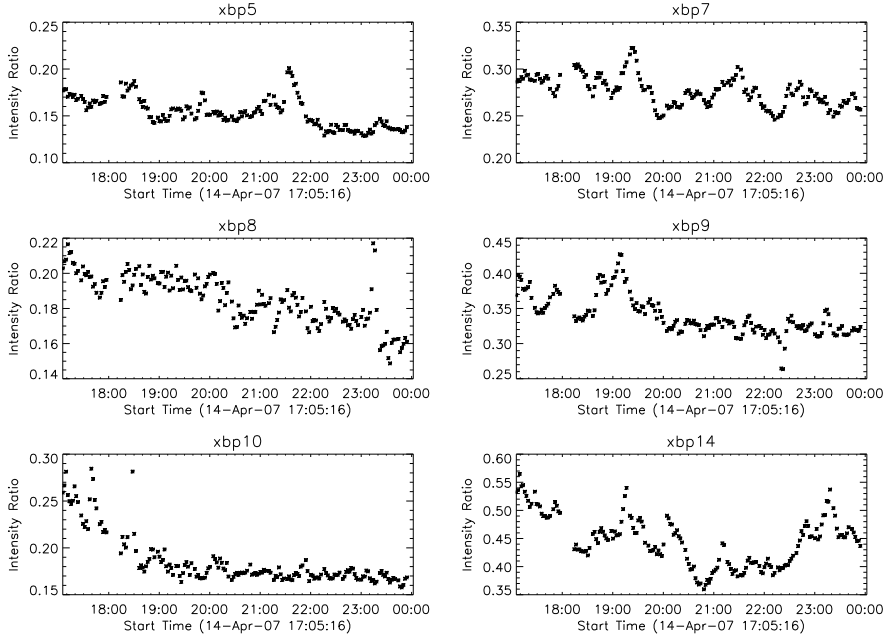 xbp5
0.25
0.20
0.15
0.10
Intensity Ratio
18:00 19:00 20:00 21:00 22:00 23:00 00:00
Start Time (14-Apr-07 17:05:16)
xbp7
0.35
0.30
0.25
0.20
Intensity Ratio
18:00 19:00 20:00 21:00 22:00 23:00 00:00
Start Time (14-Apr-07 17:05:16)
xbp8
0.22
0.20
0.18
0.16
0.14
Intensity Ratio
18:00 19:00 20:00 21:00 22:00 23:00 00:00
Start Time (14-Apr-07 17:05:16)
xbp9
0.45
0.40
0.35
0.30
0.25
Intensity Ratio
18:00 19:00 20:00 21:00 22:00 23:00 00:00
Start Time (14-Apr-07 17:05:16)
xbp10
0.30
0.25
0.20
0.15
Intensity Ratio
18:00 19:00 20:00 21:00 22:00 23:00 00:00
Start Time (14-Apr-07 17:05:16)
xbp14
0.60
0.55
0.50
0.45
0.40
0.35
Intensity Ratio
18:00 19:00 20:00 21:00 22:00 23:00 00:00
Start Time (14-Apr-07 17:05:16)